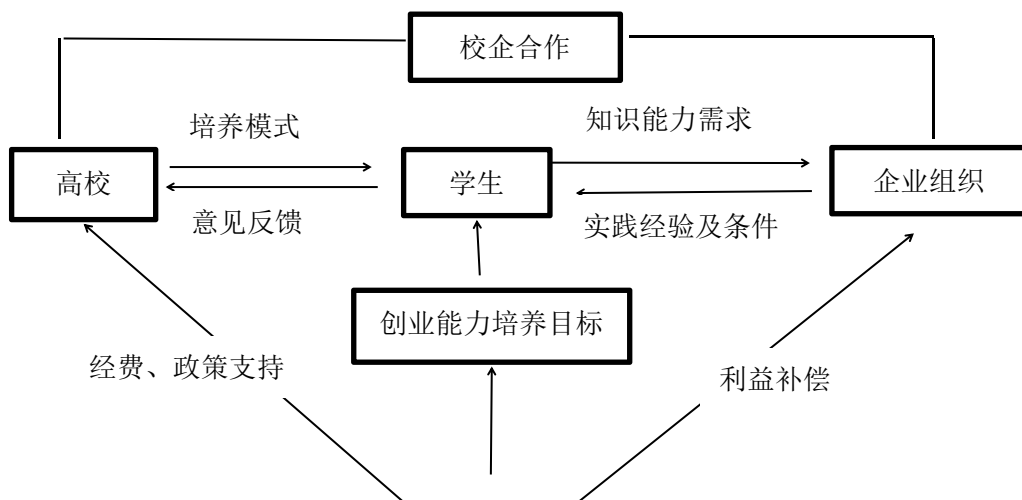 校企合作
培养模式
知识能力需求
高校
学生
企业组织
意见反馈
实践经验及条件
创业能力培养目标
经费、政策支持
利益补偿